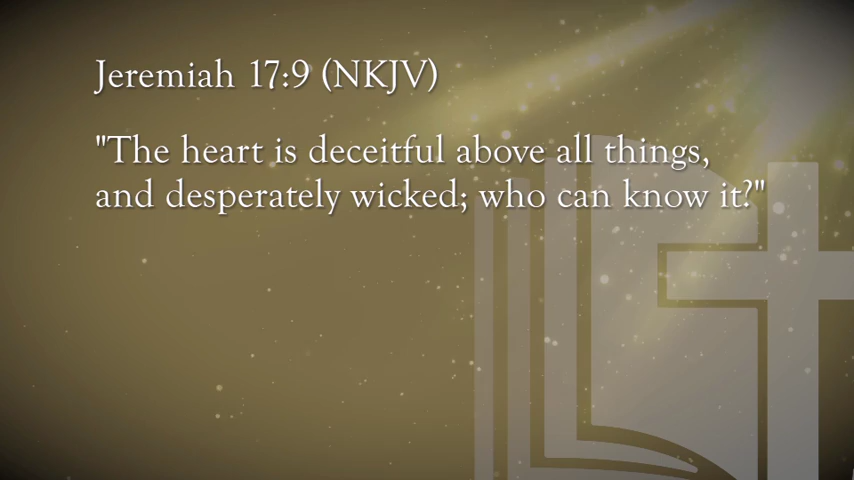 Jeremiah 17:9 (NKJV)
"The heart is deceitful above all things,
and desperately wicked; who can know it?"